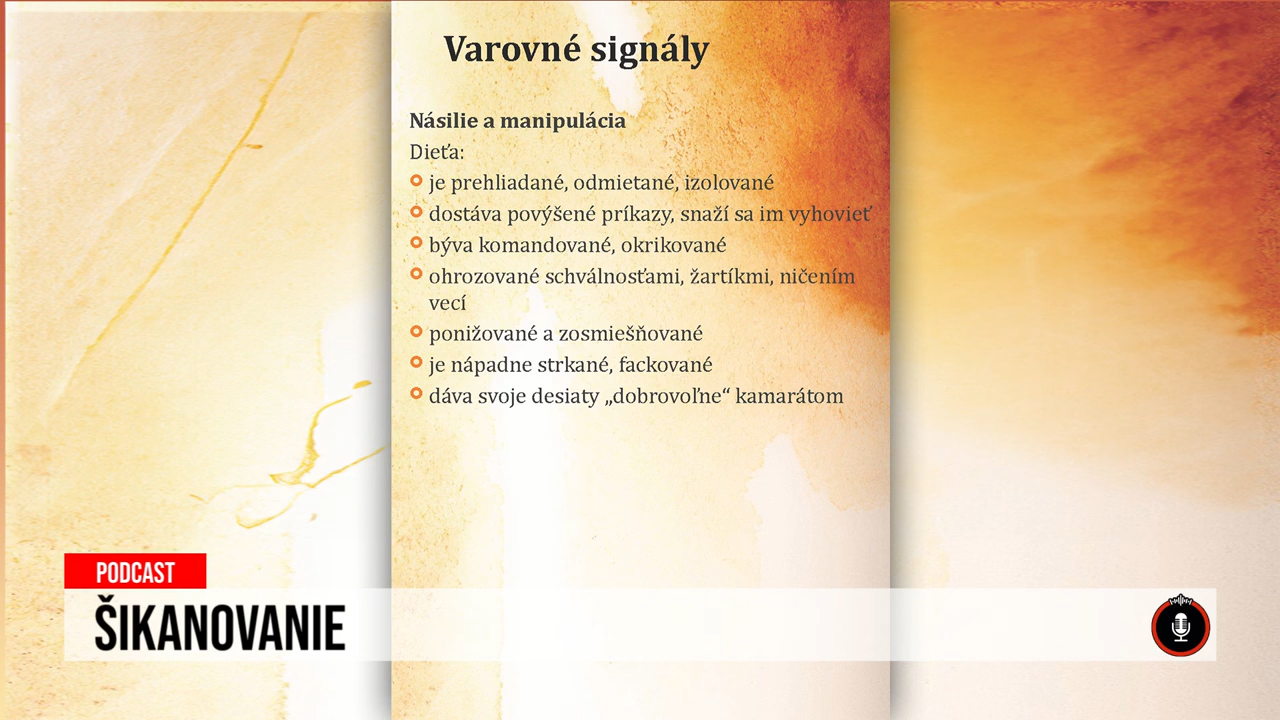 Varovné signály
Násilie a manipulácia
Dieťa:
je prehliadané, odmietané, izolované
dostáva povýšené príkazy, snaží sa im vyhovieť
býva komandované, okrikované
ohrozované schválnosťami, žartíkmi, ničením
vecí
ponižované a zosmiešňované
je nápadne strkané, fackované
dáva svoje desiaty „dobrovoľne“ kamarátom
PODCAST
ŠIKANOVANIE